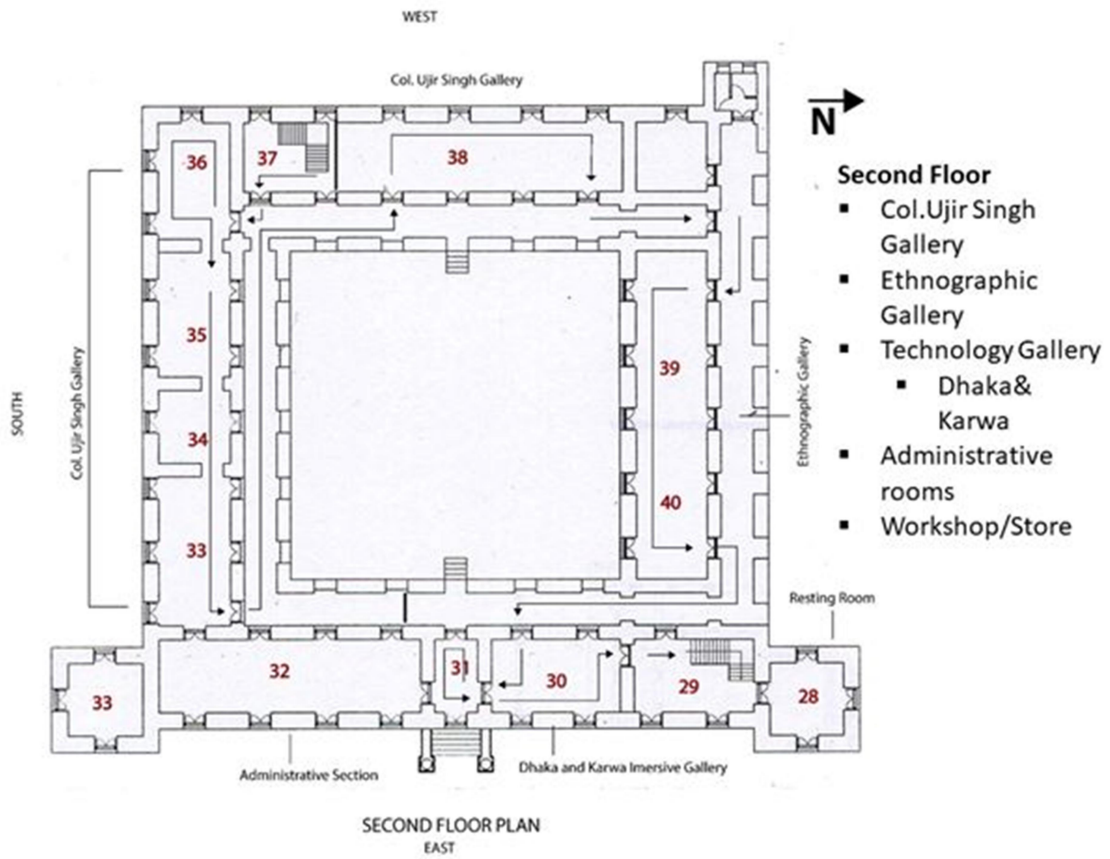 WEST
Col. Ujir Singh Gallery
N
36
37
38
Second Floor
▪ Col.Ujir Singh
Gallery
▪ Ethnographic
Gallery
▪ Technology Gallery
▪ Dhaka&
Karwa
▪ Administrative
rooms
▪ Workshop/Store
SOUTH
Col. Ujir Singh Gallery
35
34
33
39
40
Ethnographic Gallery
Resting Room
33
32
31
30
29
28
Administrative Section
Dhaka and Karwa Imersive Gallery
SECOND FLOOR PLAN
EAST